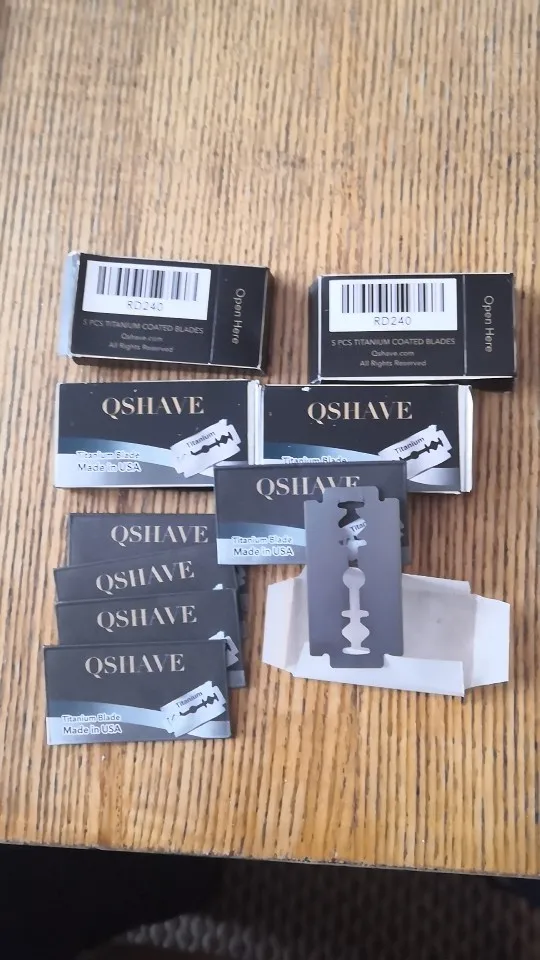 RD240
5 PCS TITANIUM COATED BLADES
Qshave.com
All Rights Reserved
Open Here
RD240
5 PCS TITANIUM COATED BLADES
Qshave.com
All Rights Reserved
Open Here
QSHAVE
Titanium
Titanium Blade
Made in USA
QSHAVE
Titanium
Titanium Blade
QSHAVE
Titanium Blade
Made in USA
QSHAVE
QSHAVE
QSHAVE
QSHAVE
Titanium
Titanium Blade
Made in USA